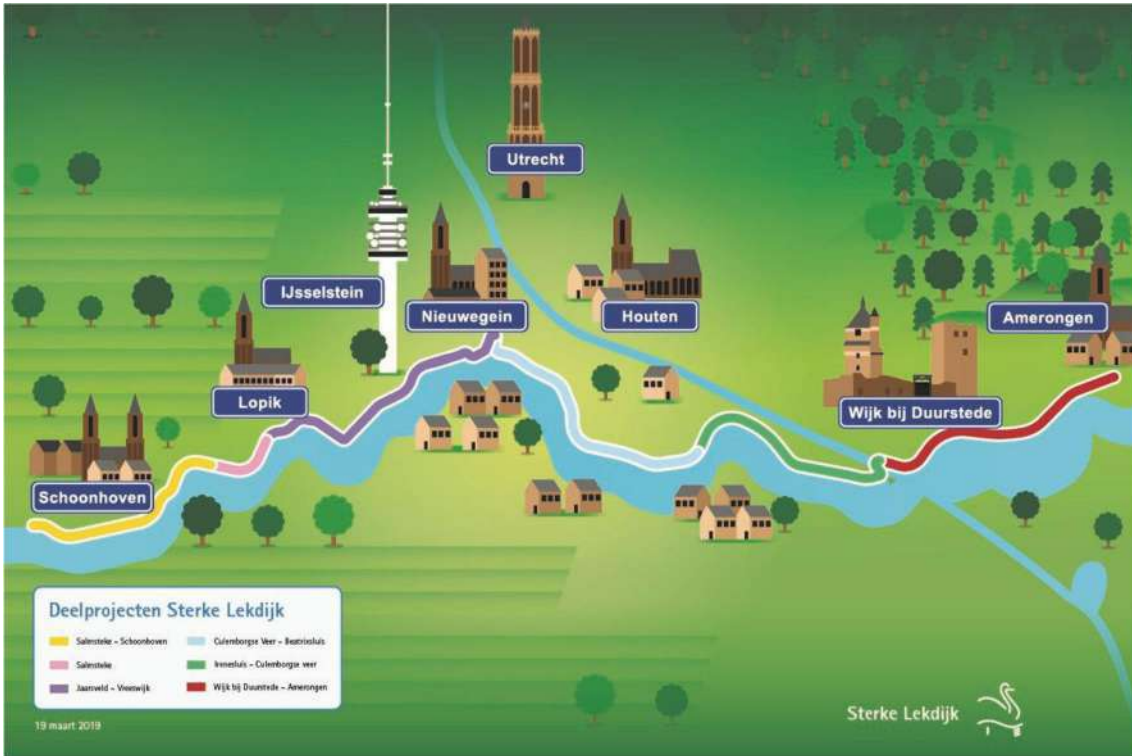 Utrecht
IJsselstein
Nieuwegein
Houten
Amerongen
Lopik
Wijk bij Duurstede
Schoonhoven
Deelprojecten Sterke Lekdijk
Salmsteke – Schoonhoven
Salmsteke
Jaarsveld – Vreeswijk
Culemborgse Veer – Beatrixsluis
Irenesluis – Culemborgse veer
Wijk bij Duurstede – Amerongen
19 maart 2019
Sterke Lekdijk